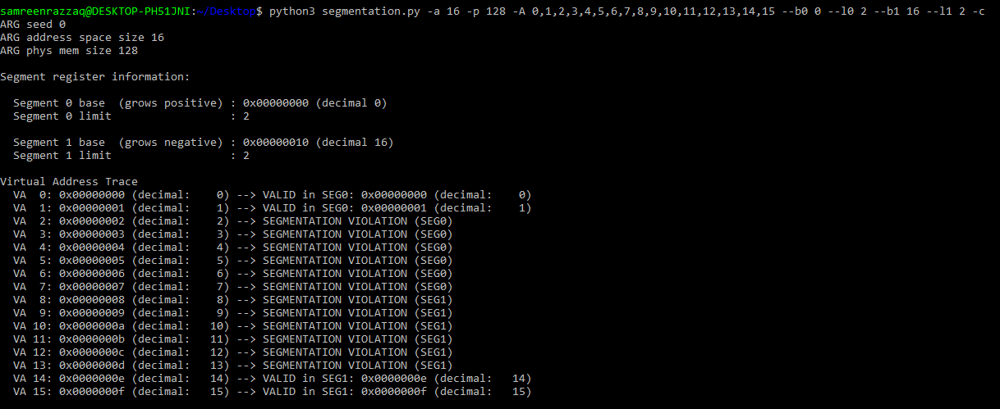 samreenrazzaq@DESKTOP-PH51JNI:~/Desktop$ python3 segmentation.py -a 16 -p 128 -A 0,1,2,3,4,5,6,7,8,9,10,11,12,13,14,15 --b0 0 --l0 2 --b1 16 --l1 2 -c
ARG seed 0
ARG address space size 16
ARG phys mem size 128

Segment register information:

  Segment 0 base  (grows positive) : 0x00000000 (decimal 0)
  Segment 0 limit                  : 2

  Segment 1 base  (grows negative) : 0x00000010 (decimal 16)
  Segment 1 limit                  : 2

Virtual Address Trace
  VA  0: 0x00000000 (decimal:    0) --> VALID in SEG0: 0x00000000 (decimal:    0)
  VA  1: 0x00000001 (decimal:    1) --> VALID in SEG0: 0x00000001 (decimal:    1)
  VA  2: 0x00000002 (decimal:    2) --> SEGMENTATION VIOLATION (SEG0)
  VA  3: 0x00000003 (decimal:    3) --> SEGMENTATION VIOLATION (SEG0)
  VA  4: 0x00000004 (decimal:    4) --> SEGMENTATION VIOLATION (SEG0)
  VA  5: 0x00000005 (decimal:    5) --> SEGMENTATION VIOLATION (SEG0)
  VA  6: 0x00000006 (decimal:    6) --> SEGMENTATION VIOLATION (SEG0)
  VA  7: 0x00000007 (decimal:    7) --> SEGMENTATION VIOLATION (SEG0)
  VA  8: 0x00000008 (decimal:    8) --> SEGMENTATION VIOLATION (SEG1)
  VA  9: 0x00000009 (decimal:    9) --> SEGMENTATION VIOLATION (SEG1)
  VA 10: 0x0000000a (decimal:   10) --> SEGMENTATION VIOLATION (SEG1)
  VA 11: 0x0000000b (decimal:   11) --> SEGMENTATION VIOLATION (SEG1)
  VA 12: 0x0000000c (decimal:   12) --> SEGMENTATION VIOLATION (SEG1)
  VA 13: 0x0000000d (decimal:   13) --> SEGMENTATION VIOLATION (SEG1)
  VA 14: 0x0000000e (decimal:   14) --> VALID in SEG1: 0x0000000e (decimal:   14)
  VA 15: 0x0000000f (decimal:   15) --> VALID in SEG1: 0x0000000f (decimal:   15)